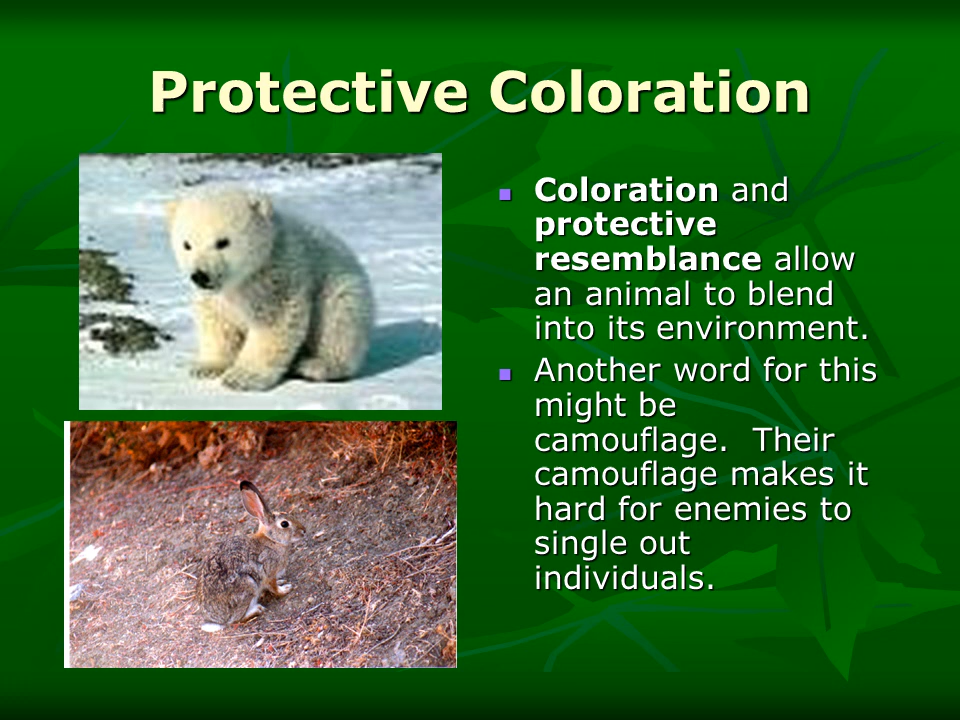 Protective Coloration
Coloration and
protective
resemblance allow
an animal to blend
into its environment.
Another word for this
might be
camouflage.  Their
camouflage makes it
hard for enemies to
single out
individuals.